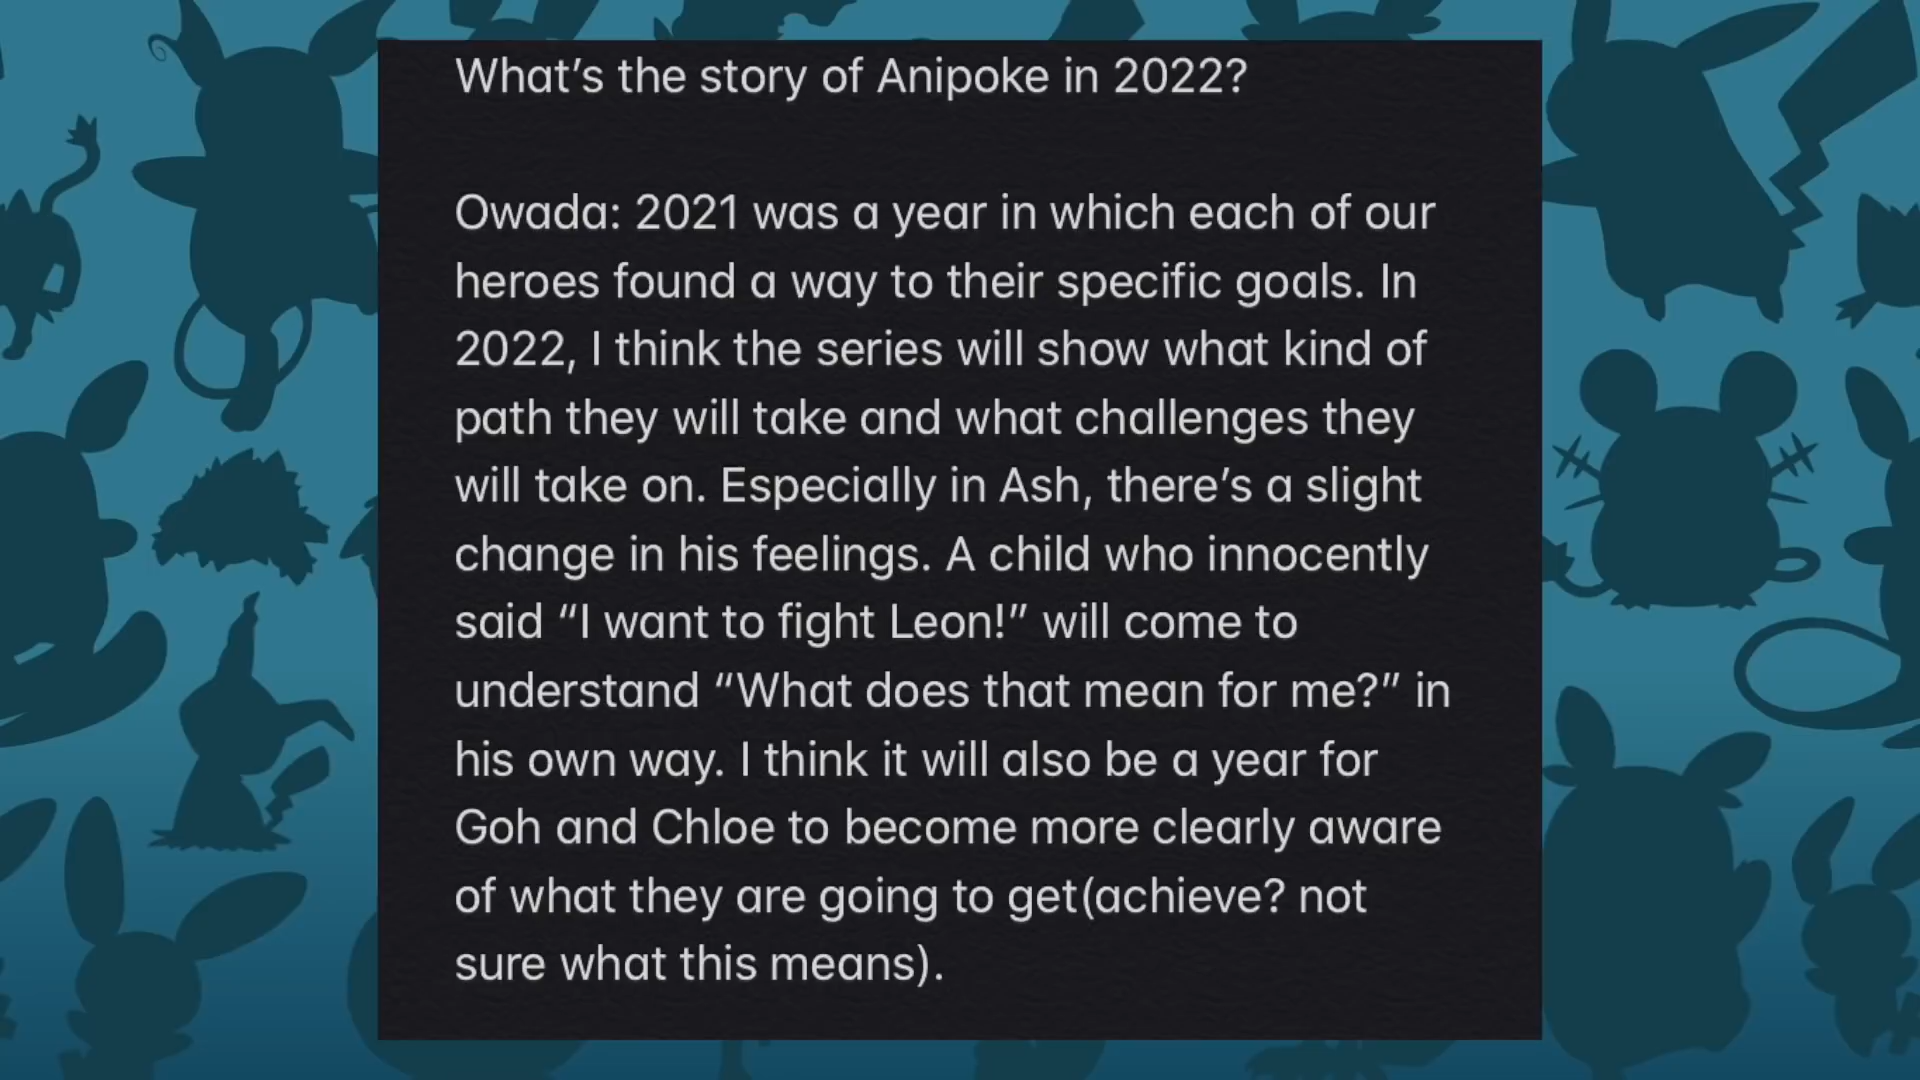 What’s the story of Anipoke in 2022?
Owada: 2021 was a year in which each of our
heroes found a way to their specific goals. In
2022, I think the series will show what kind of
path they will take and what challenges they
will take on. Especially in Ash, there’s a slight
change in his feelings. A child who innocently
said “I want to fight Leon!” will come to
understand “What does that mean for me?” in
his own way. I think it will also be a year for
Goh and Chloe to become more clearly aware
of what they are going to get(achieve? not
sure what this means).